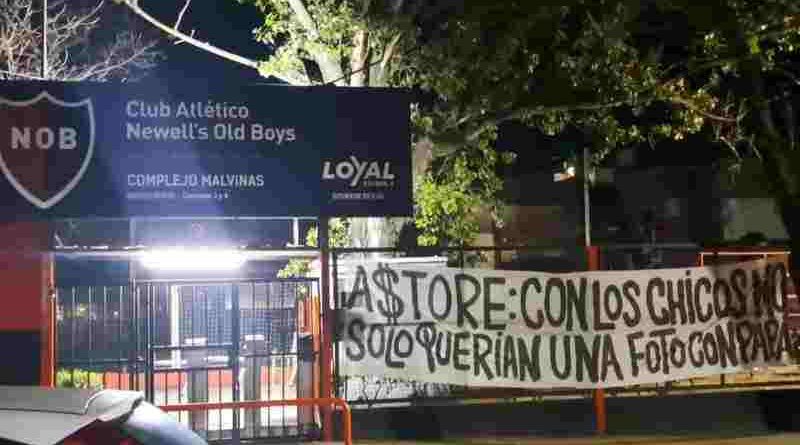 NOB
Club Atlético
Newell's Old Boys
COMPLEJO MALVINAS
LOYAL
A$TORE: CON LOS CHICOS NO
SOLO QUERIAN UNA FOTO CON PAPA